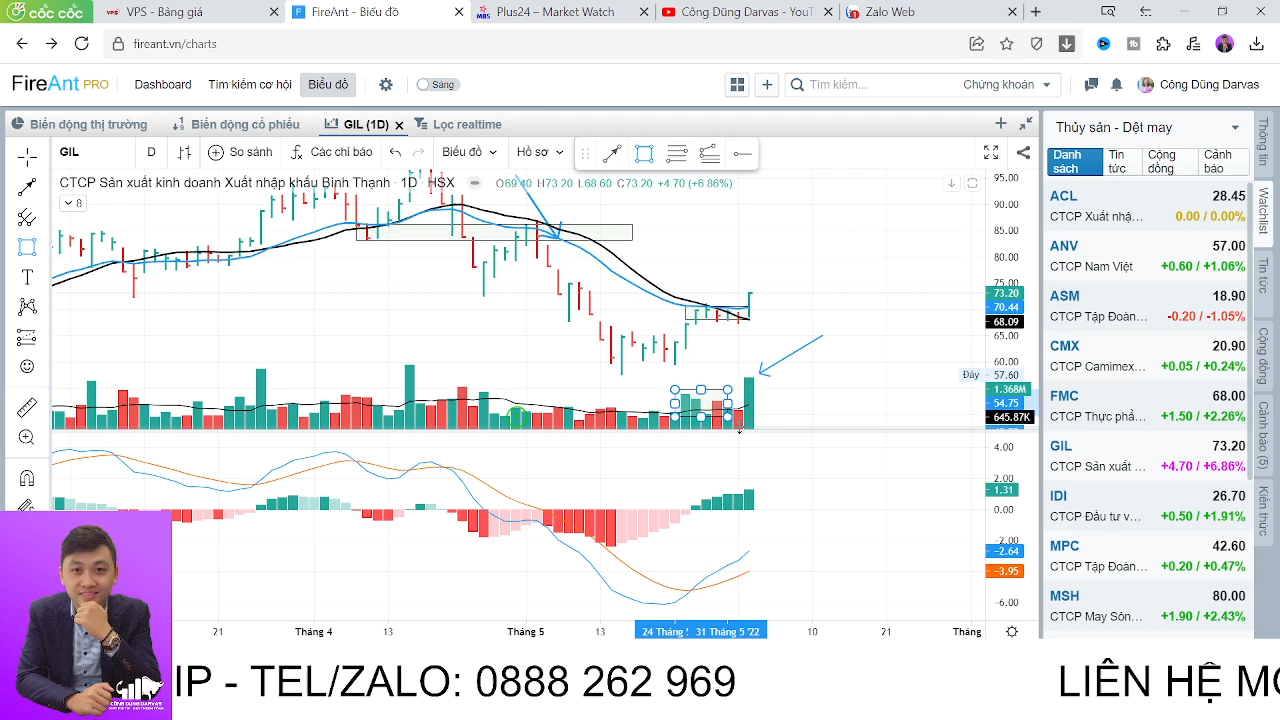 cốc cốc
VPS - Bảng giá
FireAnt - Biểu đồ
MBS
Plus24 – Market Watch
Công Dũng Darvas - YouT
Zalo Web
fireant.vn/charts
FireAnt PRO
Dashboard
Tìm kiếm cơ hội
Biểu đồ
Sáng
Tìm kiếm...
Chứng khoán
Công Dũng Darvas
Biến động thị trường
Biến động cổ phiếu
GIL (1D)
Lọc realtime
GIL
D
So sánh
Các chỉ báo
Biểu đồ
Hồ sơ
CTCP Sản xuất kinh doanh Xuất nhập khẩu Bình Thạnh · 1D · HSX
O69.40 H73.20 L68.60 C73.20 +4.70 (+6.86%)
8
95.00
90.00
85.00
80.00
75.00
73.20
70.44
68.09
65.00
60.00
Đáy
57.60
1.368M
54.75
645.87K
4.00
2.00
1.31
0.00
−2.00
−2.64
−3.95
−6.00
21
Tháng 4
13
Tháng 5
13
24 Tháng 5
31 Tháng 5 '22
10
21
Tháng
Thủy sản - Dệt may
Danh sách
Tin tức
Cộng đồng
Cảnh báo
ACL 28.45
CTCP Xuất nhậ... 0.00 / 0.00%
ANV 57.00
CTCP Nam Việt +0.60 / +1.06%
ASM 18.90
CTCP Tập Đoàn... -0.20 / -1.05%
CMX 20.90
CTCP Camimex... +0.05 / +0.24%
FMC 68.00
CTCP Thực phẩ... +1.50 / +2.26%
GIL 73.20
CTCP Sản xuất ... +4.70 / +6.86%
IDI 26.70
CTCP Đầu tư v... +0.50 / +1.91%
MPC 42.60
CTCP Tập Đoàn... +0.20 / +0.47%
MSH 80.00
CTCP May Sôn... +1.90 / +2.43%
Thông tin
Watchlist
Tin tức
Cộng đồng
Cảnh báo (5)
Kiến thức
CÔNG DŨNG DARVAS
IP - TEL/ZALO: 0888 262 969
LIÊN HỆ MỞ